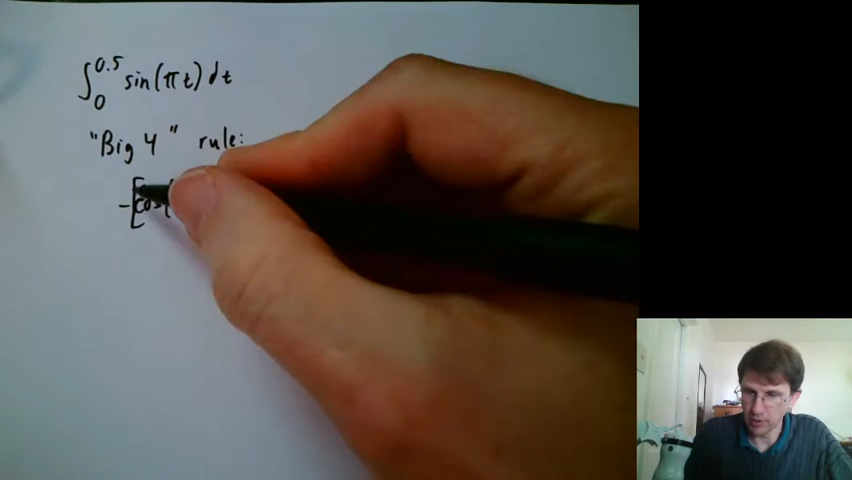 ∫₀^0.5 sin(πt) dt
"Big 4" rule:
-[cos(